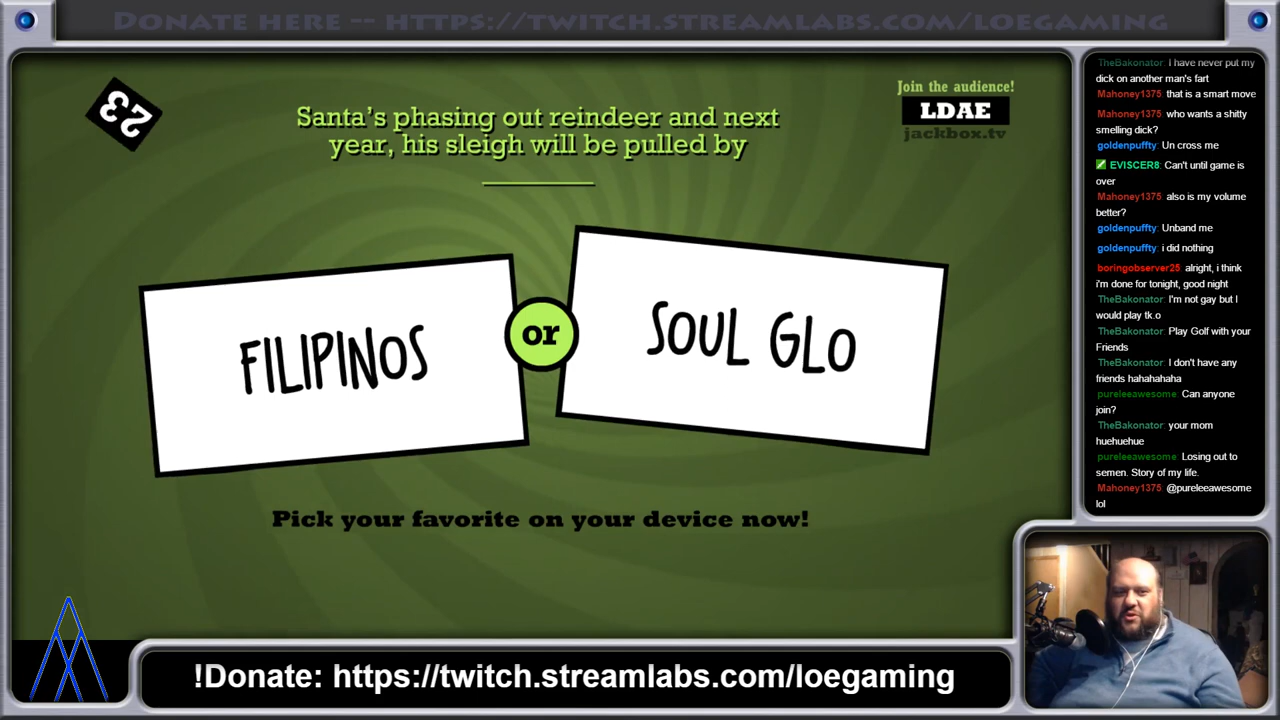 Donate here -- https://twitch.streamlabs.com/loegaming
23
Santa's phasing out reindeer and next
year, his sleigh will be pulled by
Join the audience!
LDAE
jackbox.tv
FILIPINOS
or
SOUL GLO
Pick your favorite on your device now!
!Donate: https://twitch.streamlabs.com/loegaming
TheBakonator: I have never put my
dick on another man's fart
Mahoney1375: that is a smart move
Mahoney1375: who wants a shitty
smelling dick?
goldenpuffty: Un cross me
EVISCER8: Can't until game is
over
Mahoney1375: also is my volume
better?
goldenpuffty: Unband me
goldenpuffty: i did nothing
boringobserver25: alright, i think
i'm done for tonight, good night
TheBakonator: I'm not gay but I
would play tk.o
TheBakonator: Play Golf with your
Friends
TheBakonator: I don't have any
friends hahahahaha
pureleeawesome: Can anyone
join?
TheBakonator: your mom
huehuehue
pureleeawesome: Losing out to
semen. Story of my life.
Mahoney1375: @pureleeawesome
lol